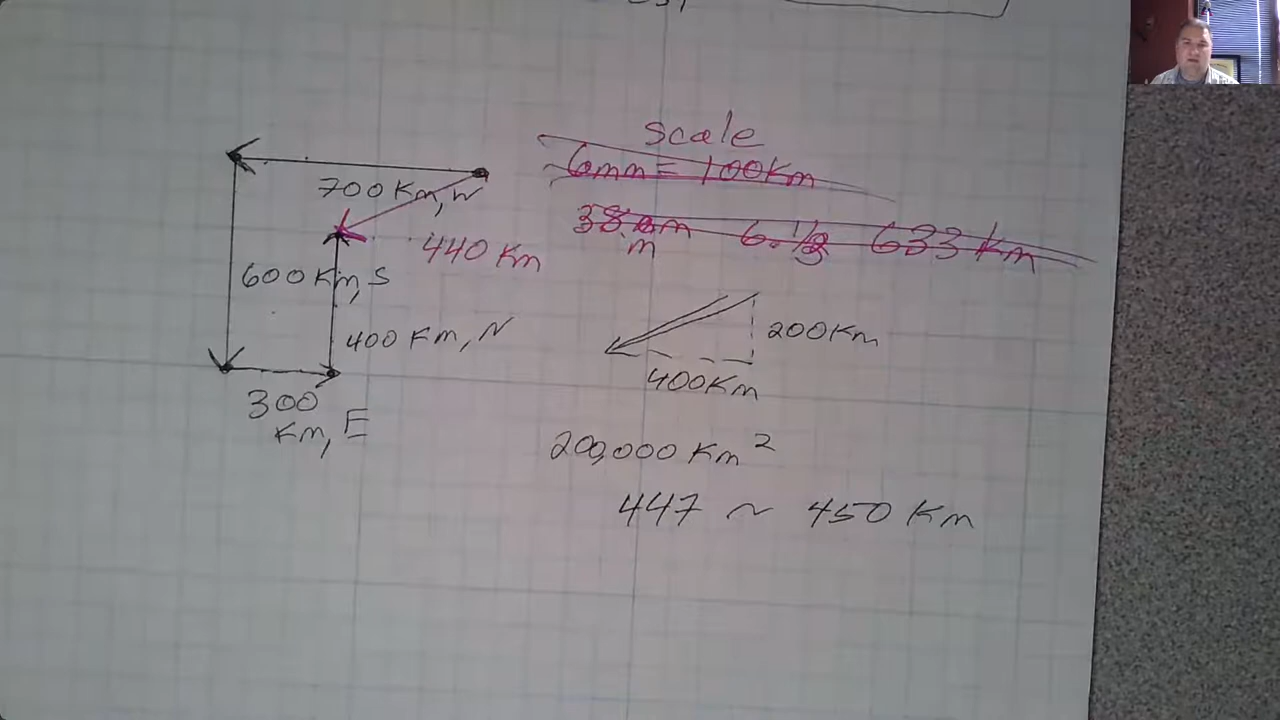 Scale
6mm = 100Km
700 Km, W
38 mm 6. 1/3 633 Km
440 Km
600 Km, S
200Km
400 Km, N
400Km
300
Km, E
200,000 Km²
447 ~ 450 Km